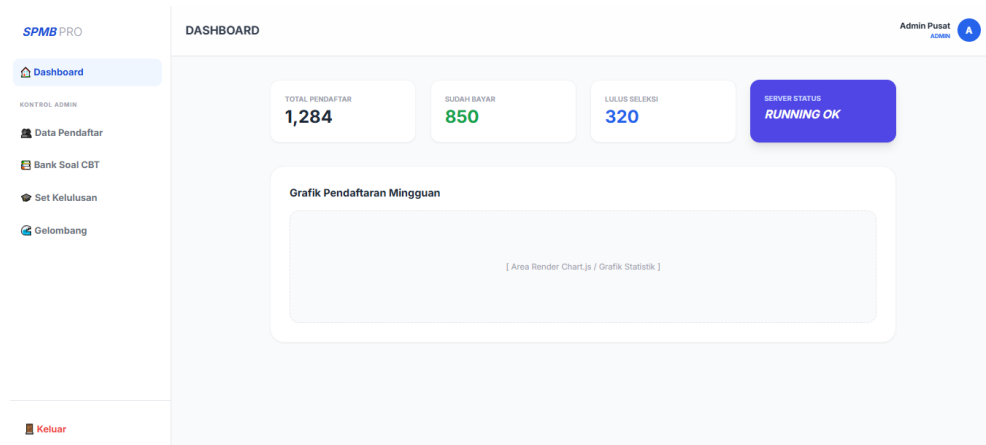 SPMB PRO
Dashboard
KONTROL ADMIN
Data Pendaftar
Bank Soal CBT
Set Kelulusan
Gelombang
Keluar
DASHBOARD
Admin Pusat
ADMIN
A
TOTAL PENDAFTAR
1,284
SUDAH BAYAR
850
LULUS SELEKSI
320
SERVER STATUS
RUNNING OK
Grafik Pendaftaran Mingguan
[ Area Render Chart.js / Grafik Statistik ]